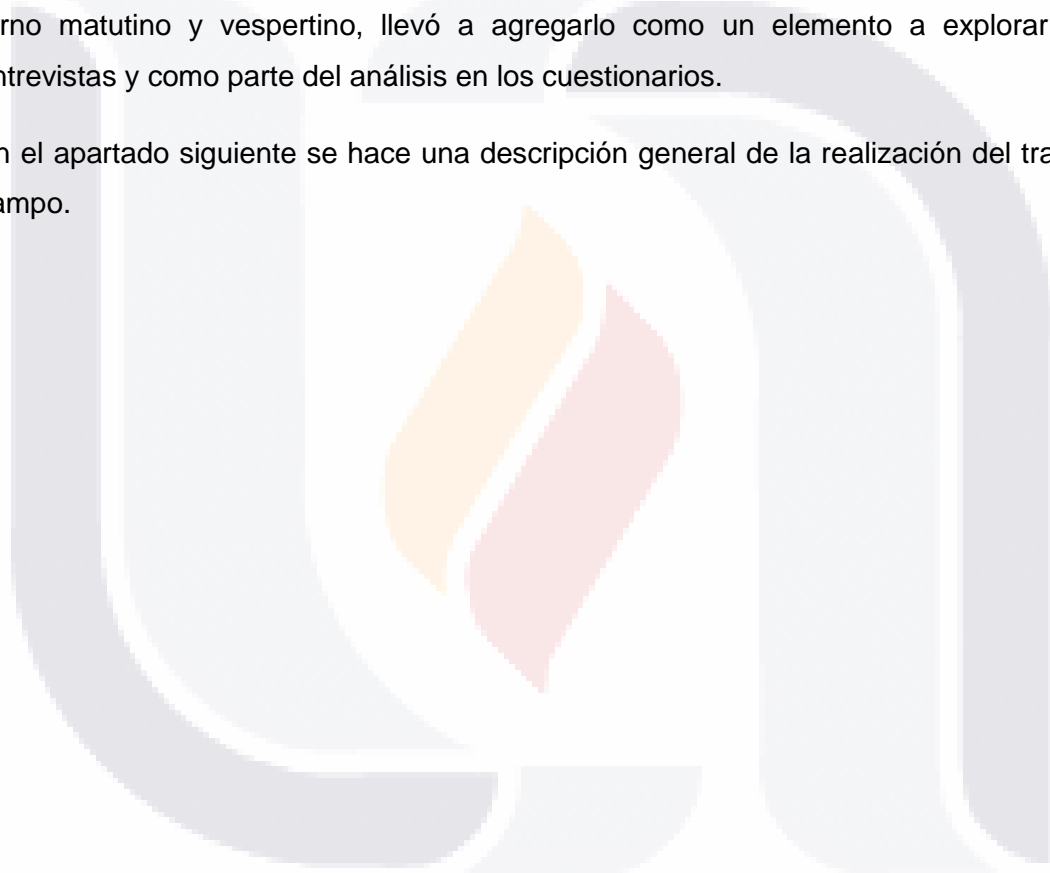 rno matutino y vespertino, llevó a agregarlo como un elemento a explorar
ntrevistas y como parte del análisis en los cuestionarios.
n el apartado siguiente se hace una descripción general de la realización del tra
ampo.